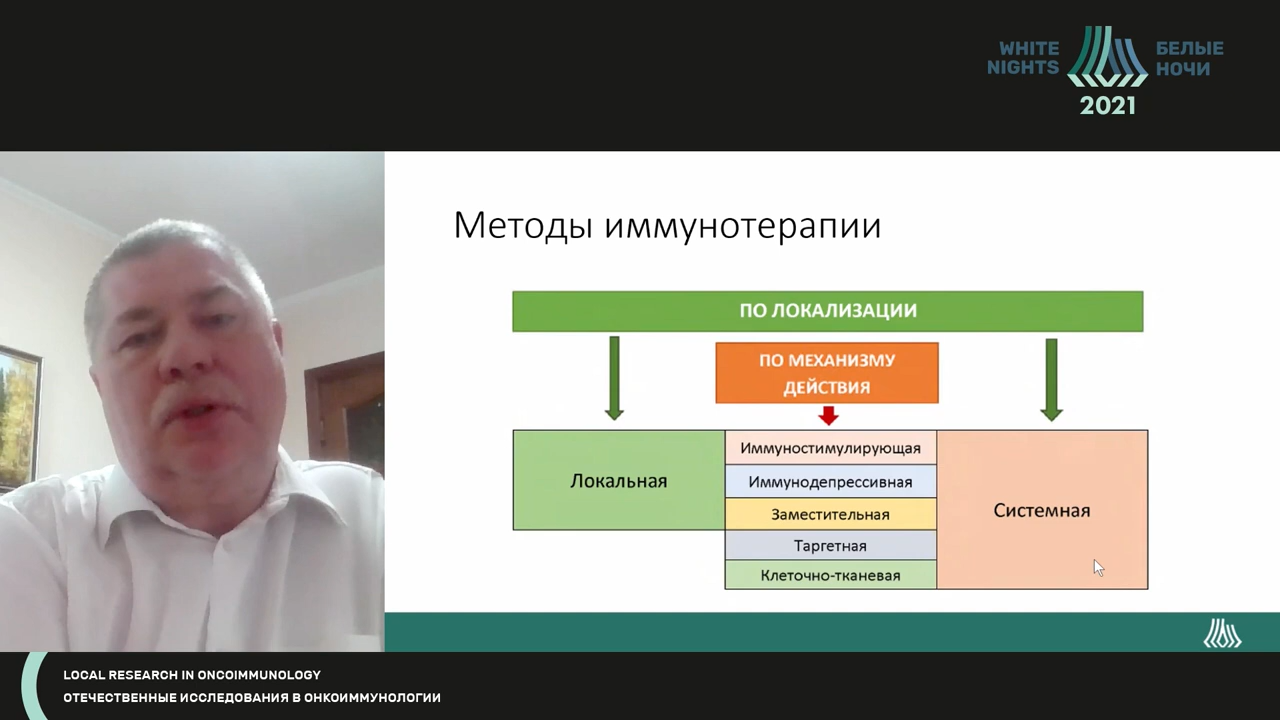 WHITE
NIGHTS
БЕЛЫЕ
НОЧИ
2021
Методы иммунотерапии
ПО ЛОКАЛИЗАЦИИ
ПО МЕХАНИЗМУ
ДЕЙСТВИЯ
Локальная
Иммуностимулирующая
Иммунодепрессивная
Заместительная
Таргетная
Клеточно-тканевая
Системная
LOCAL RESEARCH IN ONCOIMMUNOLOGY
ОТЕЧЕСТВЕННЫЕ ИССЛЕДОВАНИЯ В ОНКОИММУНОЛОГИИ